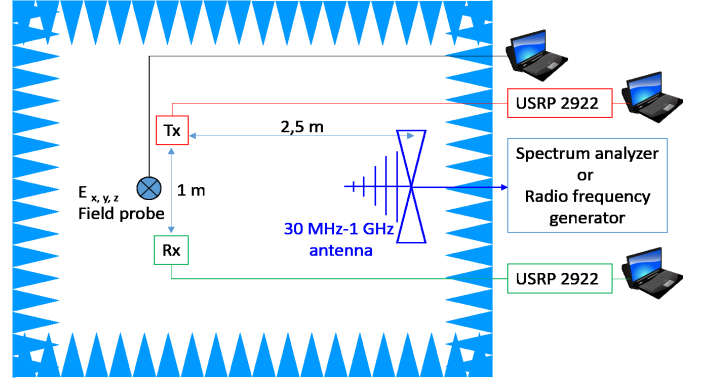 USRP 2922
Tx
2,5 m
Spectrum analyzer
or
Radio frequency
generator
E x, y, z
Field probe
1 m
30 MHz-1 GHz
antenna
Rx
USRP 2922